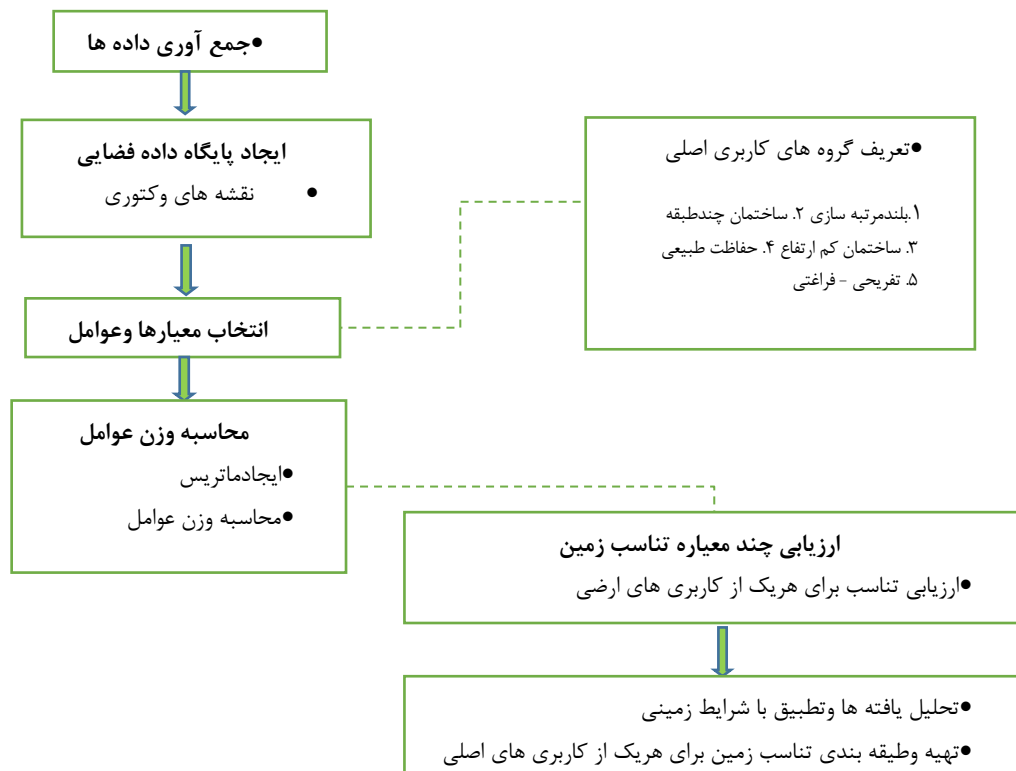 ●جمع آوری داده ها
ایجاد پایگاه داده فضایی
● نقشه های وکتوری
●تعریف گروه های کاربری اصلی
۱.بلندمرتبه سازی ۲. ساختمان چندطبقه
۳. ساختمان کم ارتفاع ۴. حفاظت طبیعی
۵. تفریحی - فراغتی
انتخاب معیارها وعوامل
محاسبه وزن عوامل
●ایجادماتریس
●محاسبه وزن عوامل
ارزیابی چند معیاره تناسب زمین
●ارزیابی تناسب برای هریک از کاربری های ارضی
●تحلیل یافته ها وتطبیق با شرایط زمینی
●تهیه وطیقه بندی تناسب زمین برای هریک از کاربری های اصلی